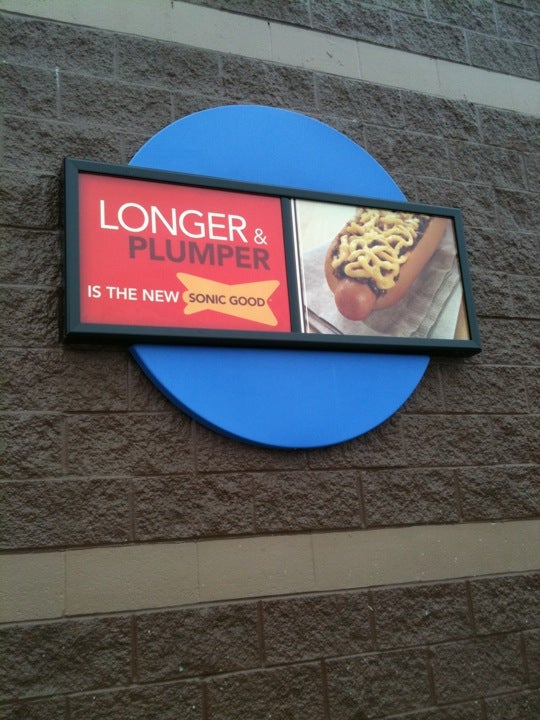 LONGER &
PLUMPER
IS THE NEW SONIC GOOD